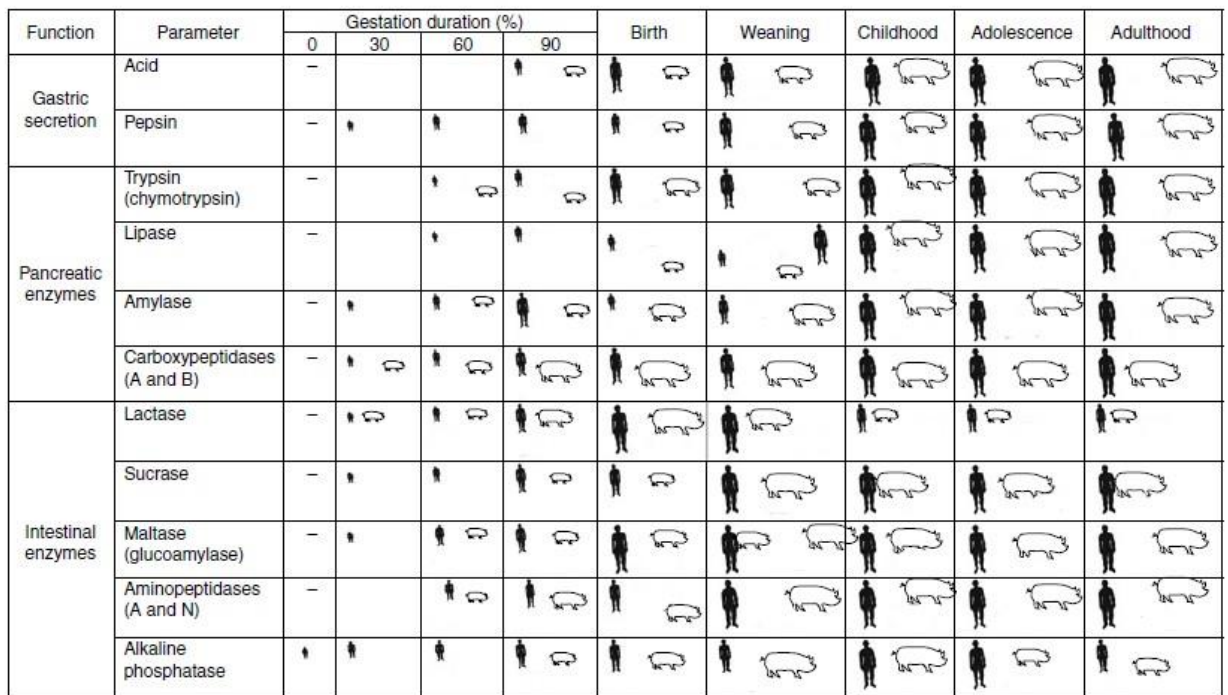 Function Parameter Gestation duration (%) Birth Weaning Childhood Adolescence Adulthood
0 30 60 90
Gastric
secretion
Acid –
Pepsin –
Pancreatic
enzymes
Trypsin –
(chymotrypsin)
Lipase –
Amylase –
Carboxypeptidases –
(A and B)
Intestinal
enzymes
Lactase –
Sucrase –
Maltase –
(glucoamylase)
Aminopeptidases –
(A and N)
Alkaline
phosphatase